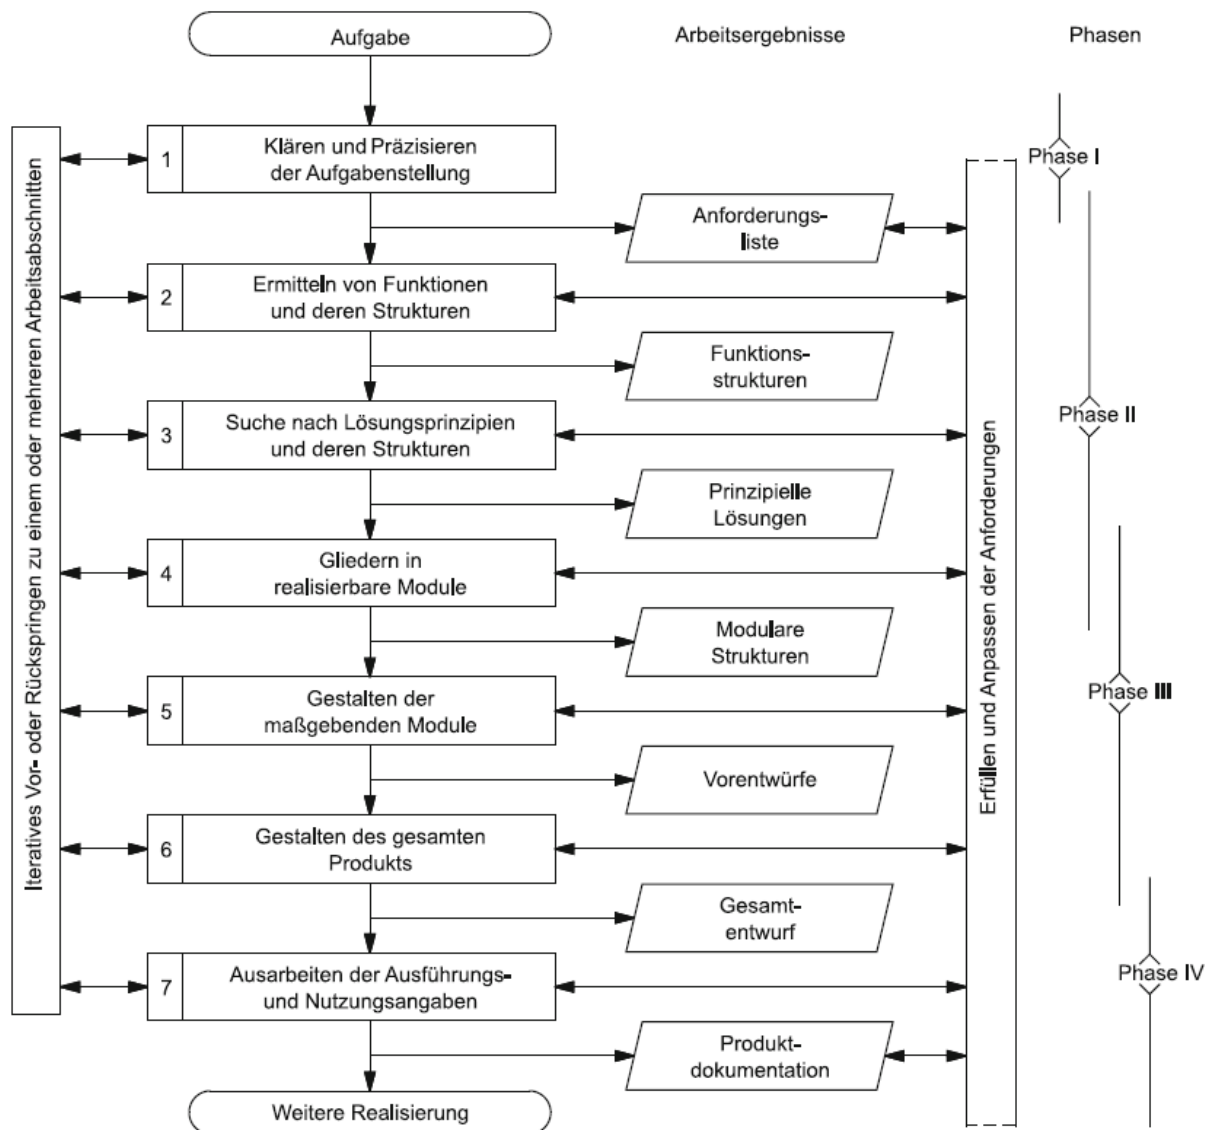 Aufgabe
Arbeitsergebnisse
Phasen
Iteratives Vor- oder Rückspringen zu einem oder mehreren Arbeitsabschnitten
1
Klären und Präzisieren
der Aufgabenstellung
Phase I
Anforderungs-
liste
2
Ermitteln von Funktionen
und deren Strukturen
Funktions-
strukturen
3
Suche nach Lösungsprinzipien
und deren Strukturen
Phase II
Prinzipielle
Lösungen
Erfüllen und Anpassen der Anforderungen
4
Gliedern in
realisierbare Module
Modulare
Strukturen
5
Gestalten der
maßgebenden Module
Phase III
Vorentwürfe
6
Gestalten des gesamten
Produkts
Gesamt-
entwurf
7
Ausarbeiten der Ausführungs-
und Nutzungsangaben
Phase IV
Produkt-
dokumentation
Weitere Realisierung